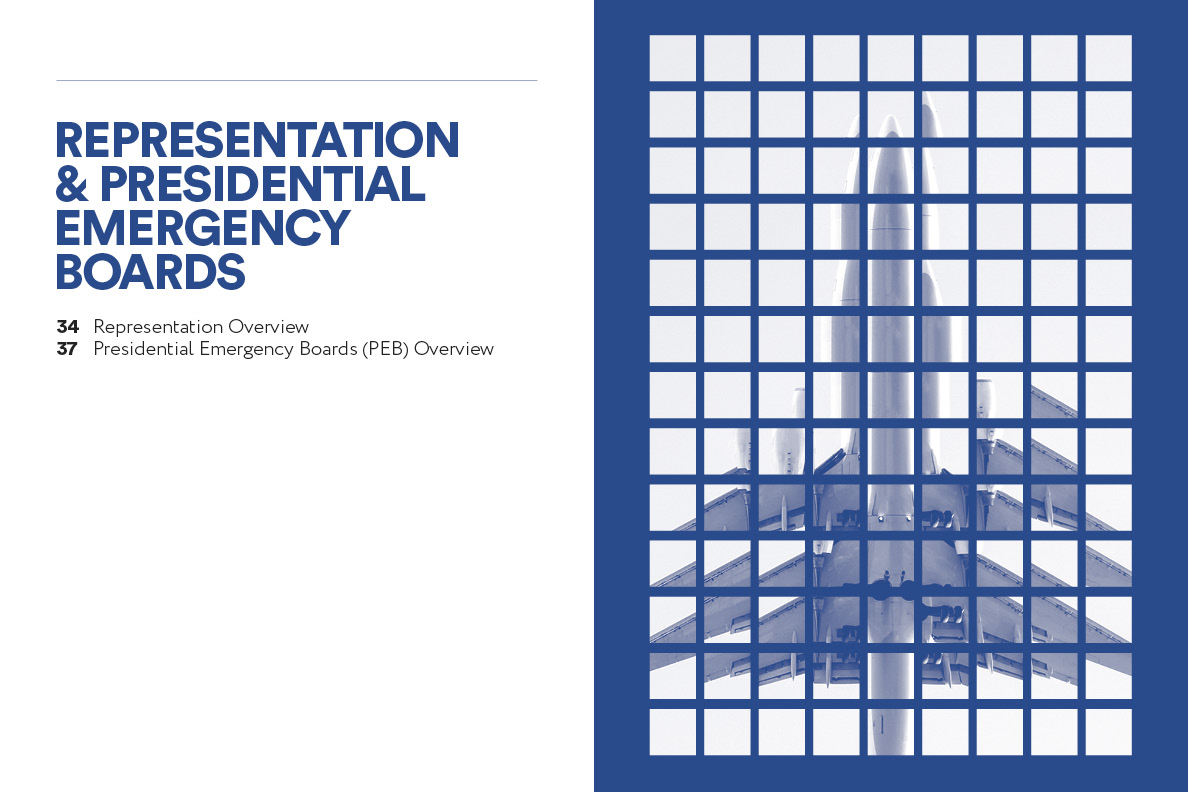 REPRESENTATION
& PRESIDENTIAL
EMERGENCY
BOARDS
34 Representation Overview
37 Presidential Emergency Boards (PEB) Overview